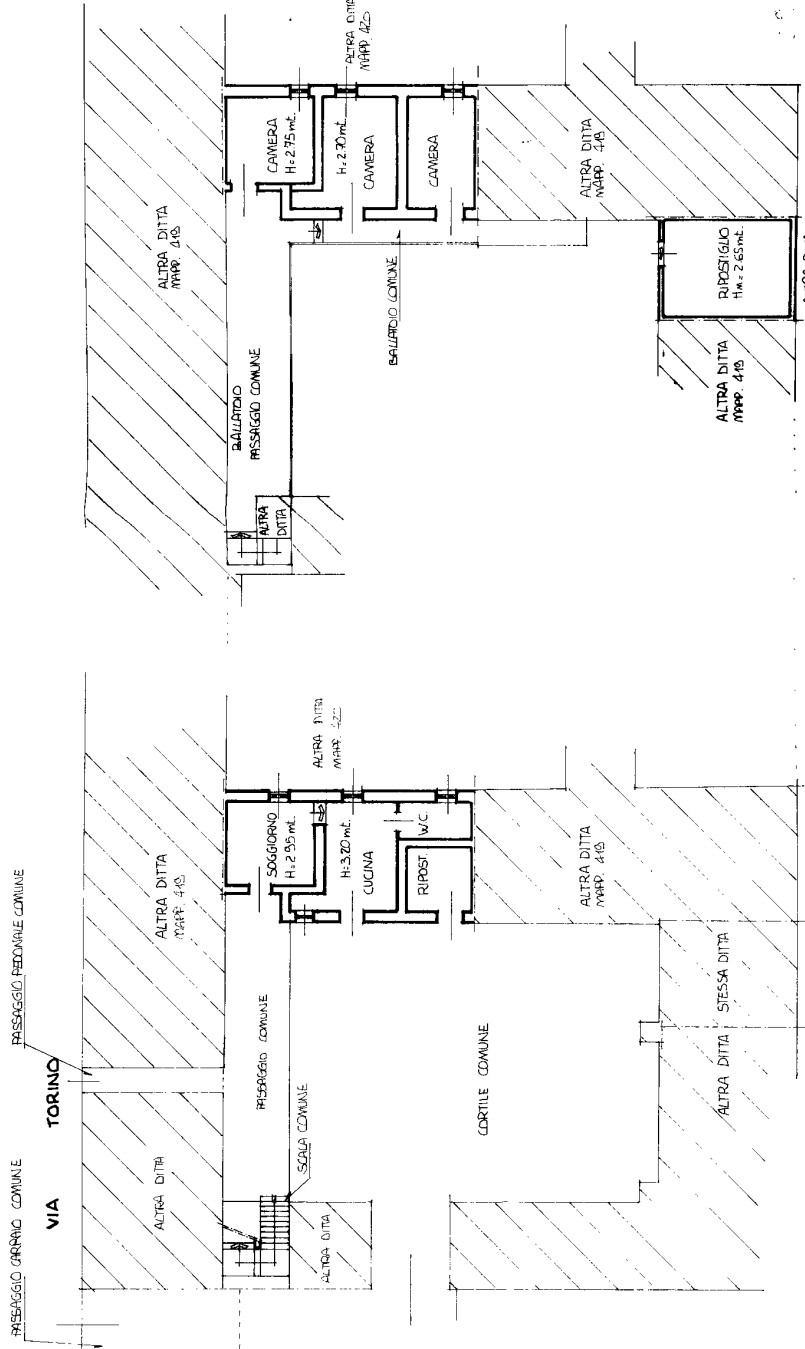 PASSAGGIO CARRAIO COMUNE
VIA TORINO
PASSAGGIO PEDONALE COMUNE
ALTRA DITTA
ALTRA DITTA
MAPP. 419
PASSAGGIO COMUNE
SCALA COMUNE
ALTRA DITTA
SOGGIORNO
H=2.95 mt.
ALTRA DITTA
MAPP. 420
H=3.20 mt.
CUCINA
RIPOST.
W.C.
CORTILE COMUNE
ALTRA DITTA
MAPP. 419
ALTRA DITTA
STESSA DITTA
ALTRA DITTA
MAPP. 419
BALLATOIO
PASSAGGIO COMUNE
ALTRA
DITTA
CAMERA
H=2.75 mt.
ALTRA DITTA
MAPP. 420
H=2.70 mt.
CAMERA
CAMERA
BALLATOIO COMUNE
ALTRA DITTA
MAPP. 419
RIPOSTIGLIO
H.m.=2.65 mt.
ALTRA DITTA
MAPP. 419